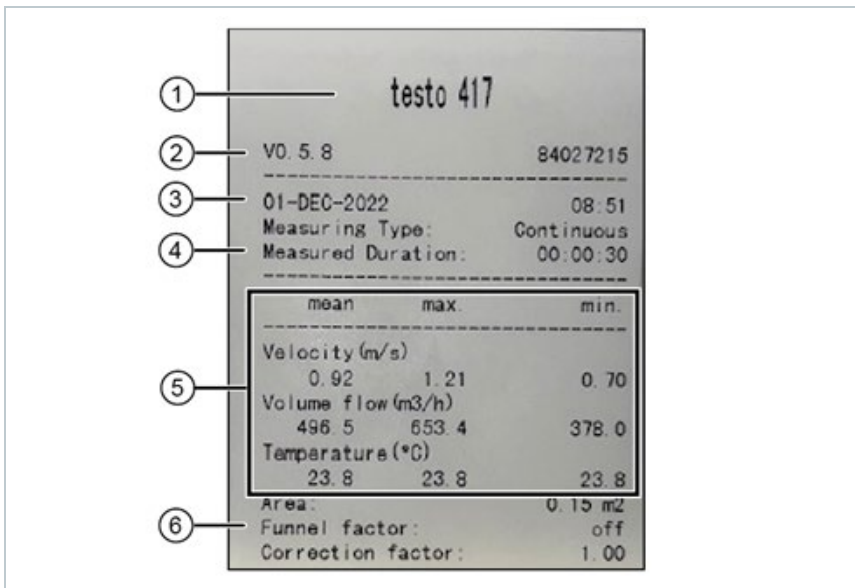 ① testo 417
② V0.5.8 84027215
③ 01-DEC-2022 08:51
Measuring Type: Continuous
④ Measured Duration: 00:00:30
mean max. min.
Velocity(m/s)
0.92 1.21 0.70
⑤ Volume flow(m3/h)
496.5 653.4 378.0
Temperature(°C)
23.8 23.8 23.8
Area: 0.15 m2
⑥ Funnel factor: off
Correction factor: 1.00